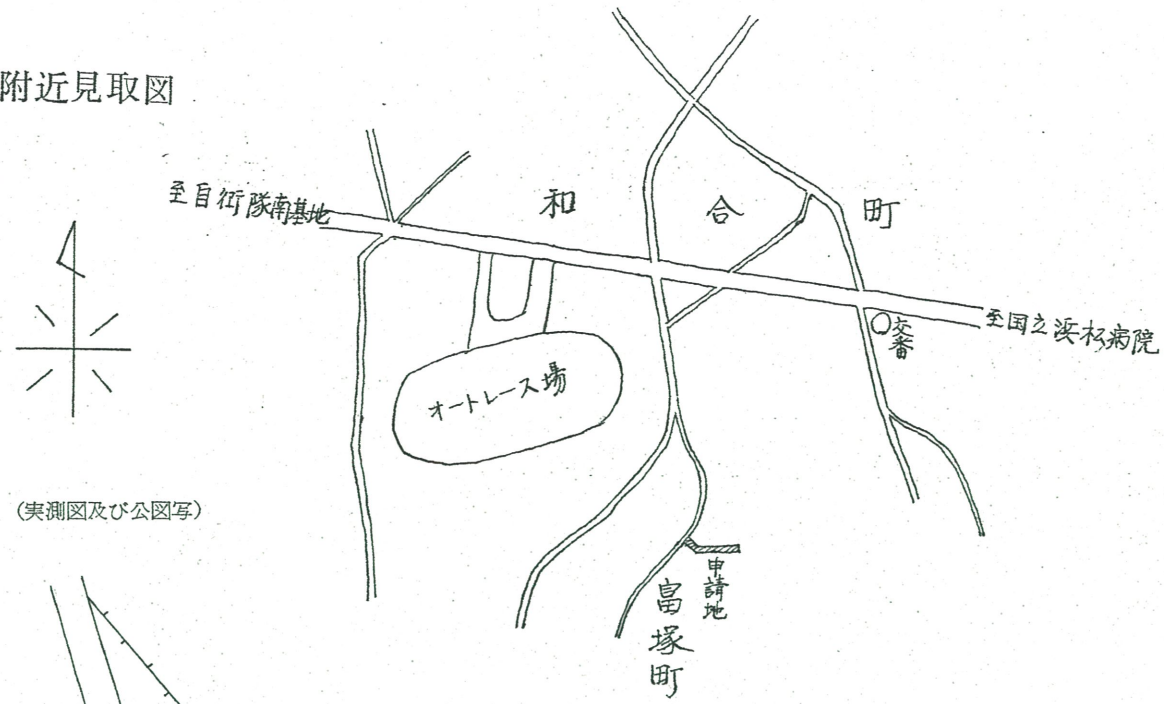 附近見取図
至自衛隊南基地
和合町
至国立浜松病院
交番
オートレース場
(実測図及び公図写)
申請地
冨塚町